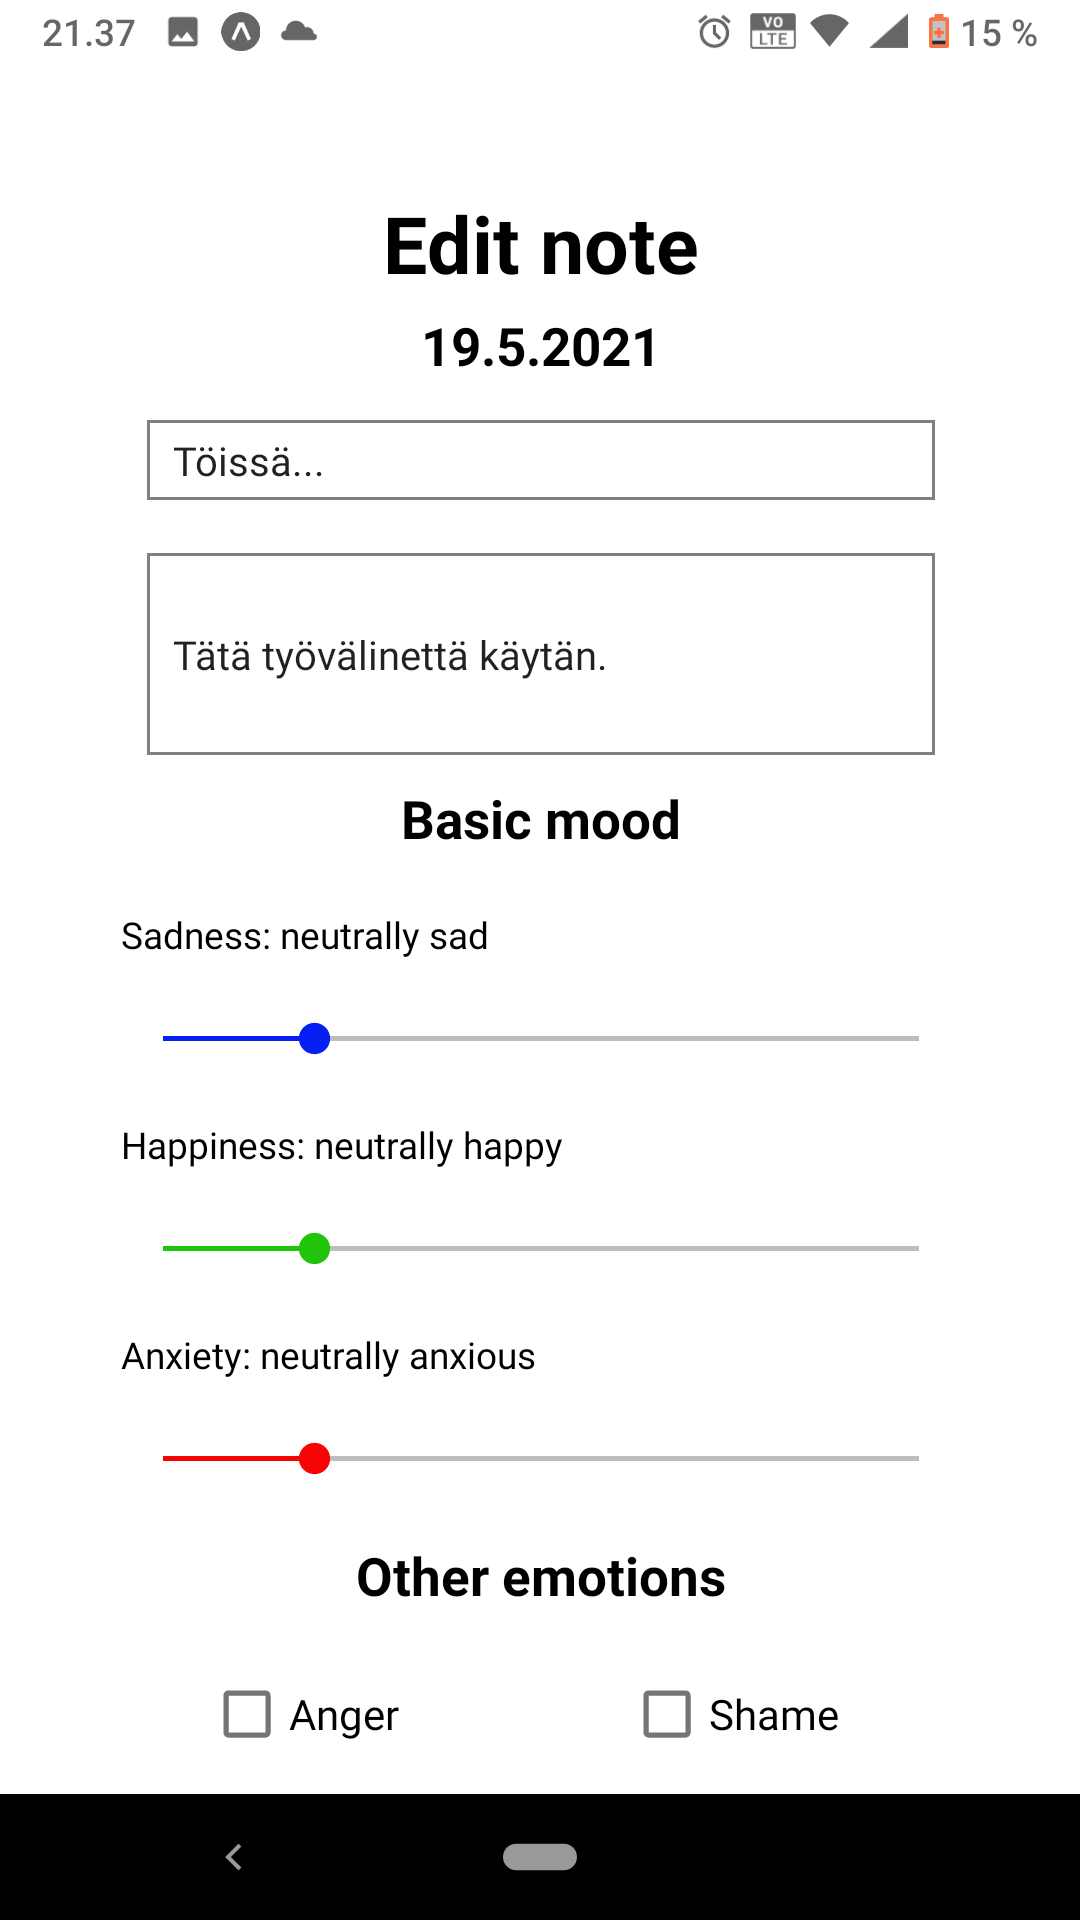 21.37
VO
LTE
15 %
Edit note
19.5.2021
Töissä...
Tätä työvälinettä käytän.
Basic mood
Sadness: neutrally sad
Happiness: neutrally happy
Anxiety: neutrally anxious
Other emotions
Anger
Shame